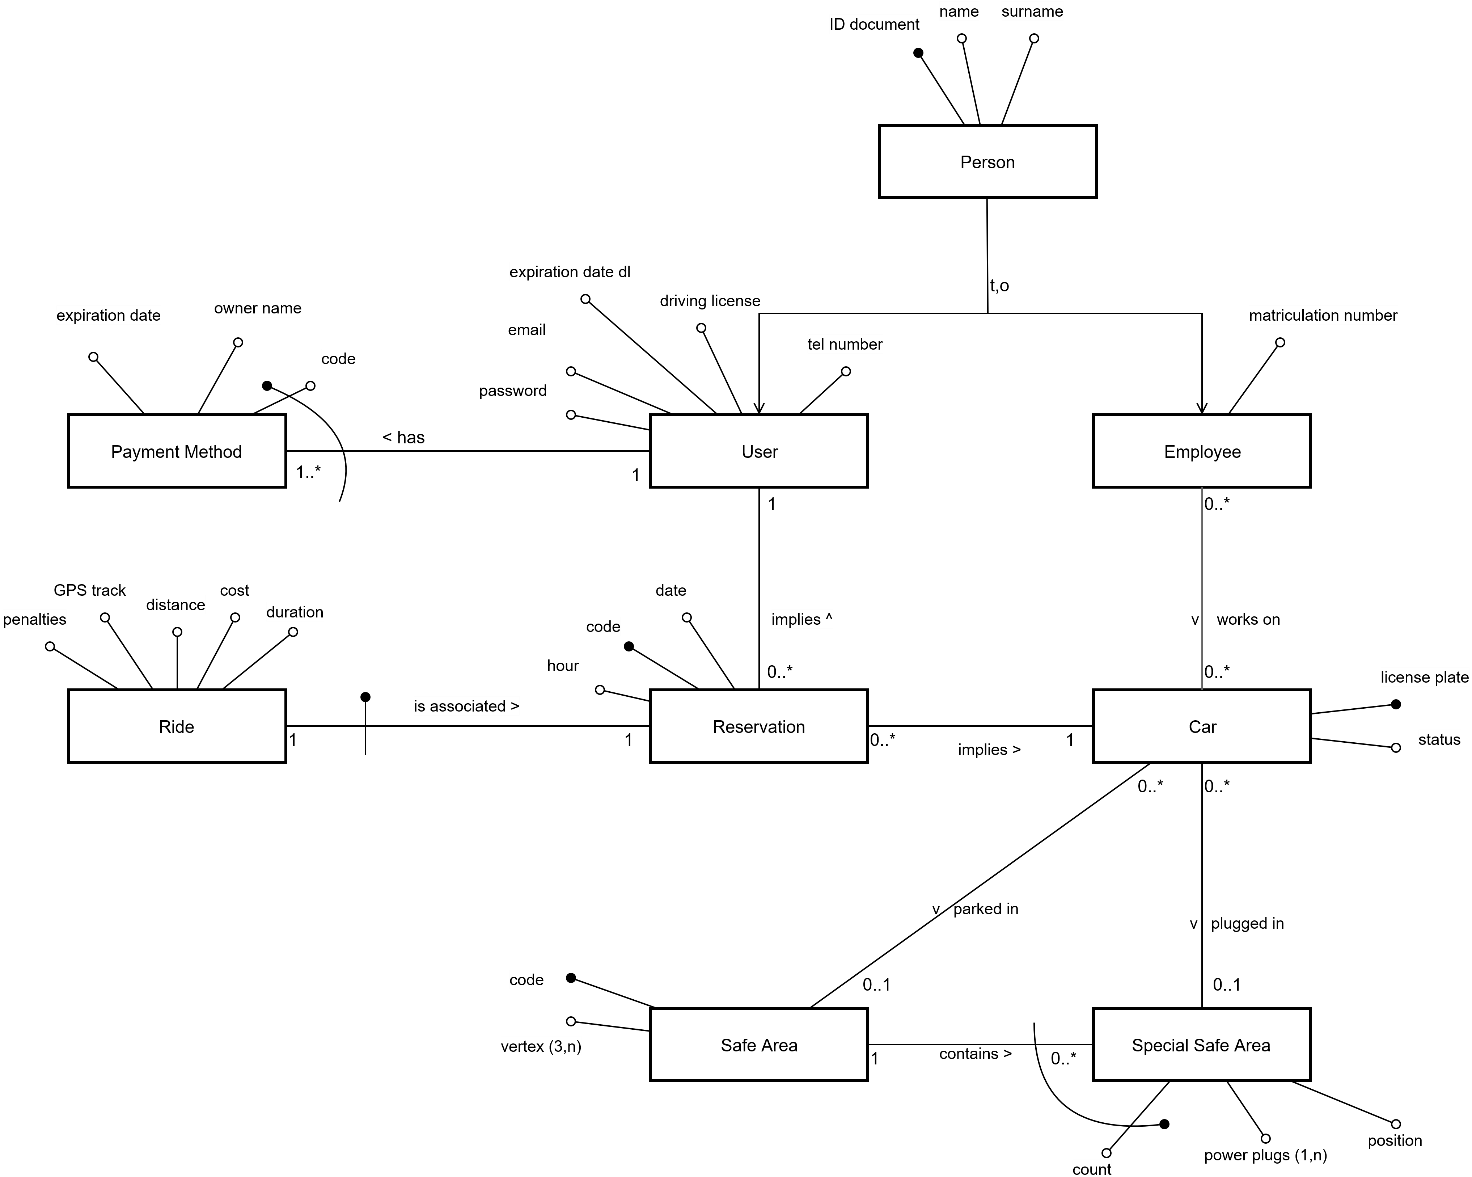 ID document
name
surname
Person
t,o
expiration date dl
driving license
email
tel number
password
User
expiration date
owner name
code
Payment Method
< has
1..*
1
matriculation number
Employee
0..*
1
v works on
0..*
implies ^
0..*
date
code
hour
Reservation
penalties
GPS track
distance
cost
duration
Ride
is associated >
1
1
0..*
implies >
1
Car
license plate
status
0..*
0..*
v parked in
v plugged in
0..1
0..1
code
vertex (3,n)
Safe Area
1
contains >
0..*
Special Safe Area
count
power plugs (1,n)
position